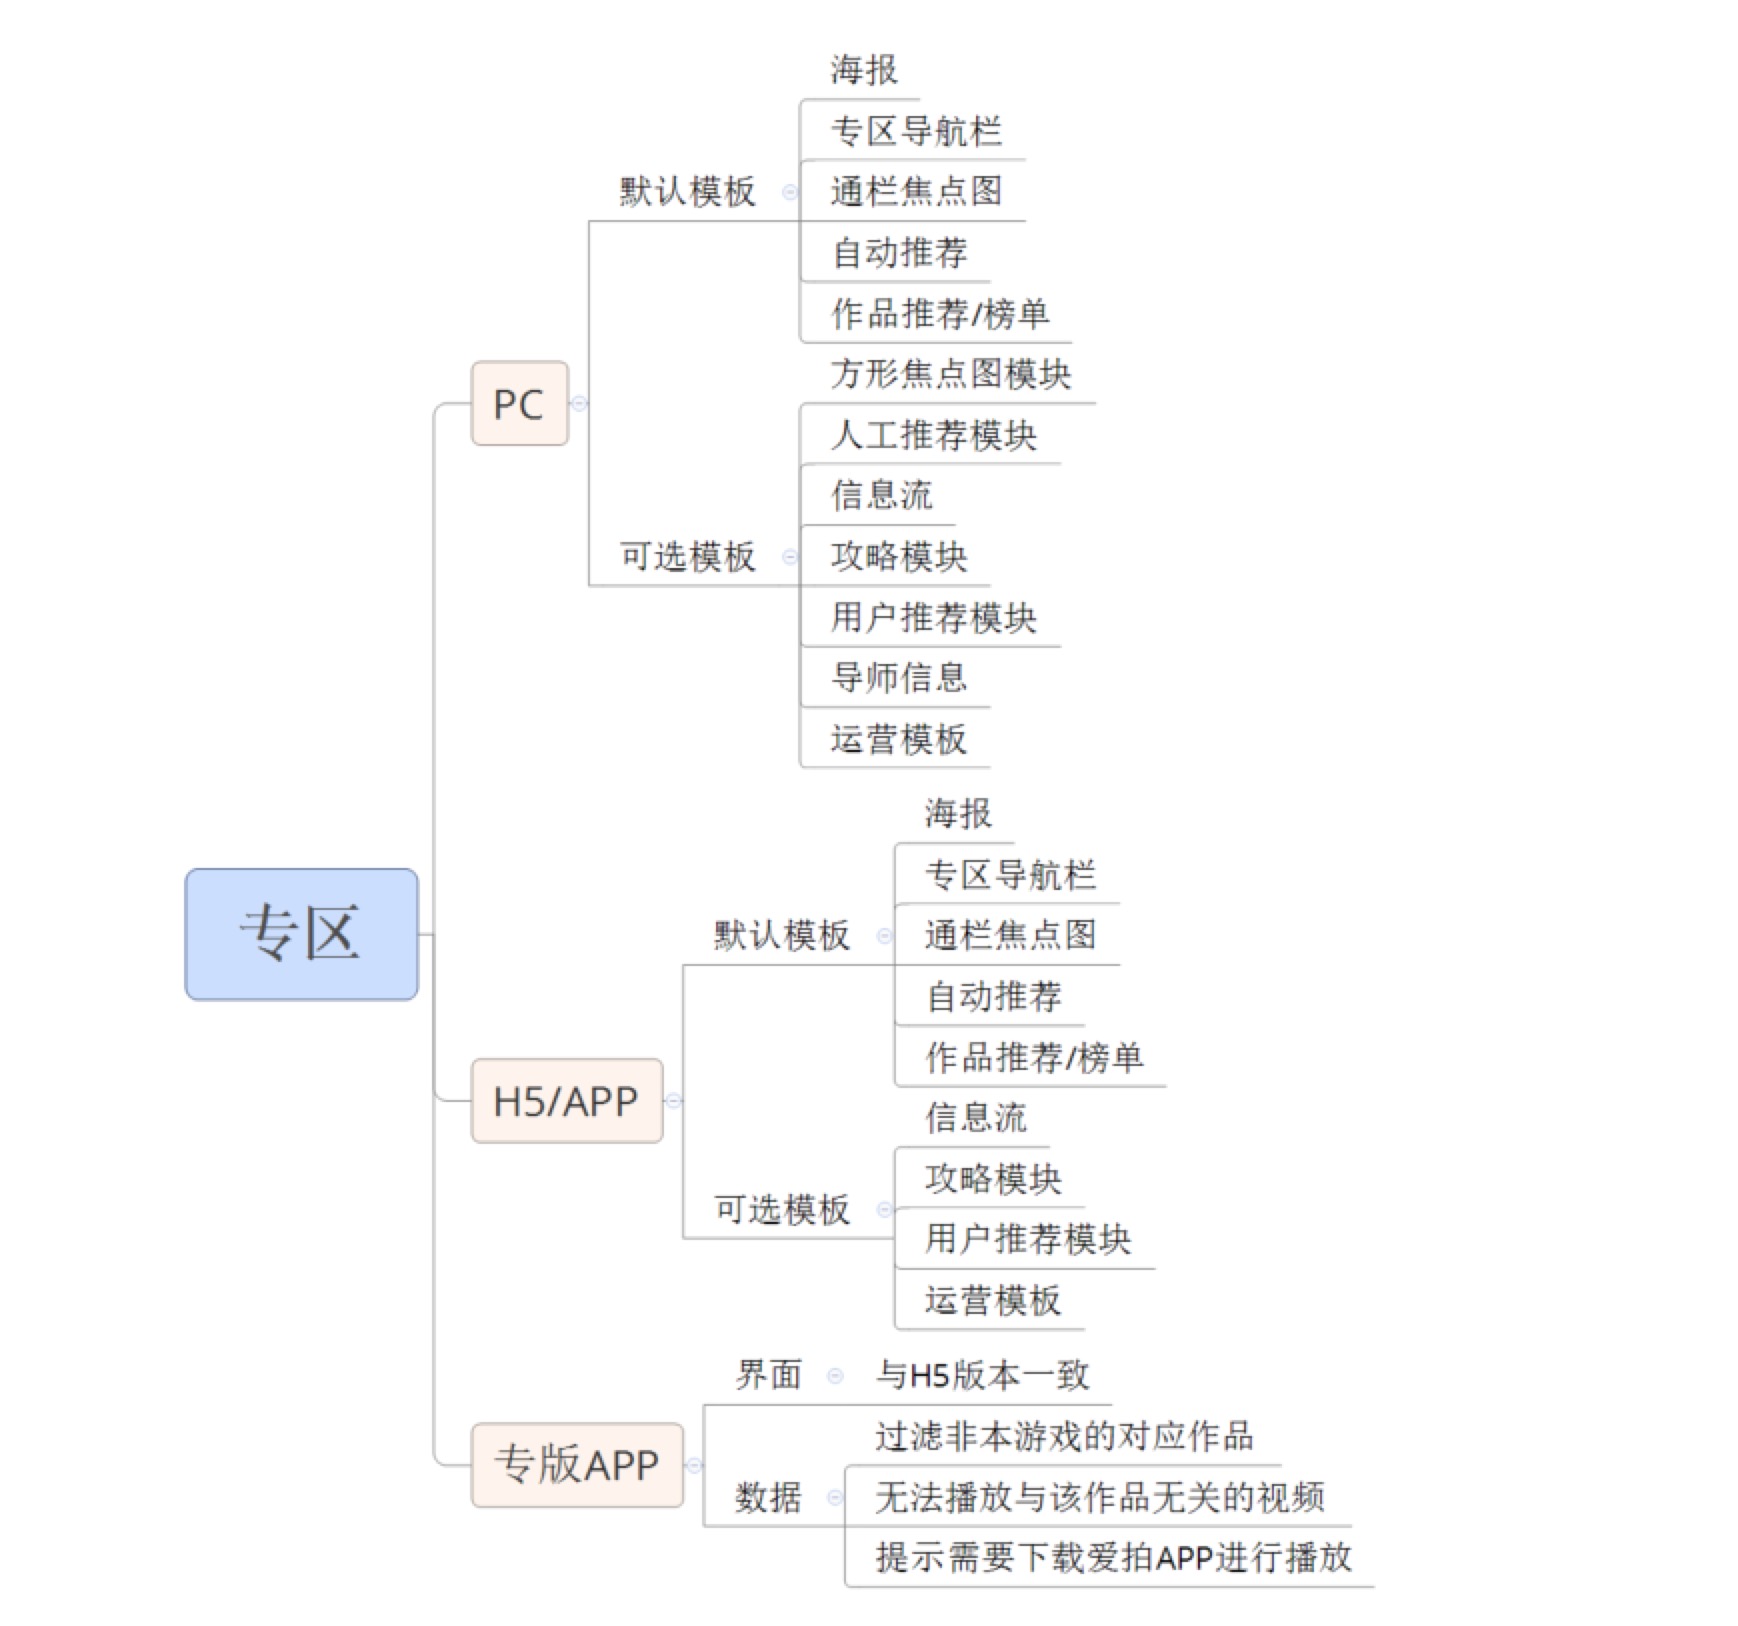 专区
PC
默认模板
海报
专区导航栏
通栏焦点图
自动推荐
作品推荐/榜单
可选模板
方形焦点图模块
人工推荐模块
信息流
攻略模块
用户推荐模块
导师信息
运营模板
H5/APP
默认模板
海报
专区导航栏
通栏焦点图
自动推荐
作品推荐/榜单
可选模板
信息流
攻略模块
用户推荐模块
运营模板
专版APP
界面
与H5版本一致
数据
过滤非本游戏的对应作品
无法播放与该作品无关的视频
提示需要下载爱拍APP进行播放